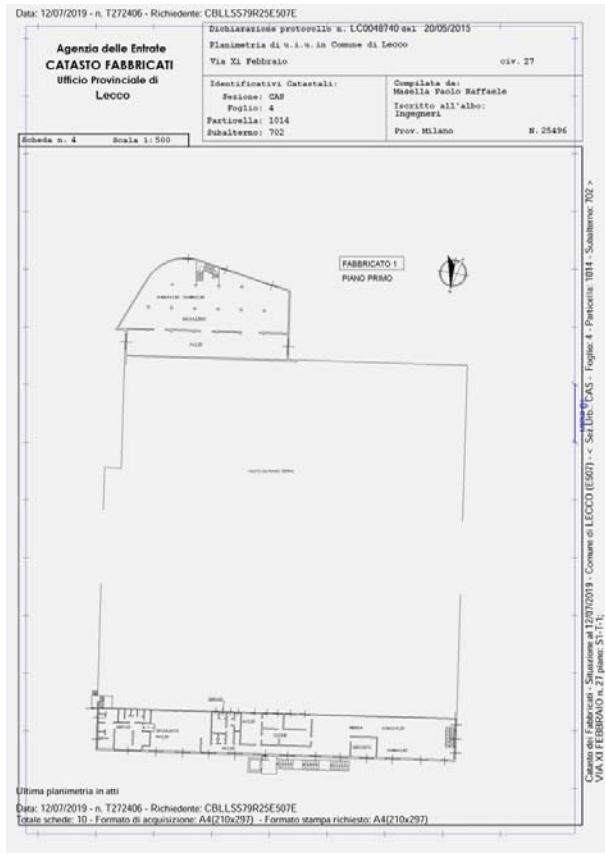 Data: 12/07/2019 - n. T272406 - Richiedente: CBLLSS79R25E507E
Agenzia delle Entrate
CATASTO FABBRICATI
Ufficio Provinciale di
Lecco
Dichiarazione protocollo n. LC0048740 del 20/05/2015
Planimetria di u.i.u. in Comune di Lecco
Via Xi Febbraio civ. 27
Identificativi Catastali:
Sezione: CAS
Foglio: 4
Particella: 1014
Subalterno: 702
Compilata da:
Masella Paolo Raffaele
Iscritto all'albo:
Ingegneri
Prov. Milano N. 25496
Scheda n. 4 Scala 1:500
FABBRICATO 1
PIANO PRIMO
MAGAZZINO
Ultima planimetria in atti
Data: 12/07/2019 - n. T272406 - Richiedente: CBLLSS79R25E507E
Totale schede: 10 - Formato di acquisizione: A4(210x297) - Formato stampa richiesto: A4(210x297)
Catasto dei Fabbricati - Situazione al 12/07/2019 - Comune di LECCO (E507) - < Sez.Urb.: CAS - Foglio: 4 - Particella: 1014 - Subalterno: 702 >
VIA XI FEBBRAIO n. 27 piano: S1-T-1;